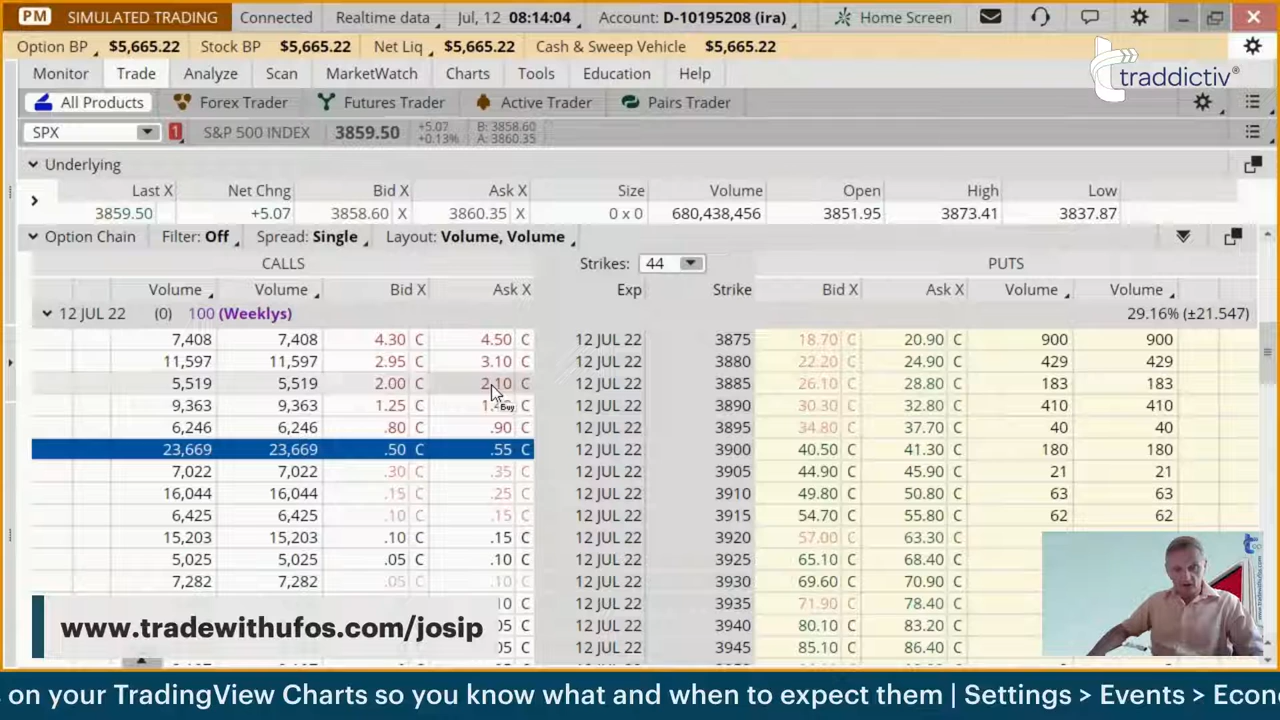 PM SIMULATED TRADING Connected Realtime data Jul, 12 08:14:04 Account: D-10195208 (ira) Home Screen
Option BP $5,665.22 Stock BP $5,665.22 Net Liq $5,665.22 Cash & Sweep Vehicle $5,665.22
Monitor Trade Analyze Scan MarketWatch Charts Tools Education Help
traddictiv®
All Products Forex Trader Futures Trader Active Trader Pairs Trader
SPX 1 S&P 500 INDEX 3859.50 +5.07 B: 3858.60
+0.13% A: 3860.35
Underlying
Last X Net Chng Bid X Ask X Size Volume Open High Low
3859.50 +5.07 3858.60 X 3860.35 X 0 x 0 680,438,456 3851.95 3873.41 3837.87
Option Chain Filter: Off Spread: Single Layout: Volume, Volume
CALLS Strikes: 44 PUTS
Volume Volume Bid X Ask X Exp Strike Bid X Ask X Volume Volume
12 JUL 22 (0) 100 (Weeklys) 29.16% (±21.547)
7,408 7,408 4.30 C 4.50 C 12 JUL 22 3875 18.70 C 20.90 C 900 900
11,597 11,597 2.95 C 3.10 C 12 JUL 22 3880 22.20 C 24.90 C 429 429
5,519 5,519 2.00 C 2.10 C 12 JUL 22 3885 26.10 C 28.80 C 183 183
9,363 9,363 1.25 C C 12 JUL 22 3890 30.30 C 32.80 C 410 410
Buy
6,246 6,246 .80 C .90 C 12 JUL 22 3895 34.80 C 37.70 C 40 40
23,669 23,669 .50 C .55 C 12 JUL 22 3900 40.50 C 41.30 C 180 180
7,022 7,022 .30 C .35 C 12 JUL 22 3905 44.90 C 45.90 C 21 21
16,044 16,044 .15 C .25 C 12 JUL 22 3910 49.80 C 50.80 C 63 63
6,425 6,425 .10 C .15 C 12 JUL 22 3915 54.70 C 55.80 C 62 62
15,203 15,203 .10 C .15 C 12 JUL 22 3920 57.00 C 63.30 C
5,025 5,025 .05 C .10 C 12 JUL 22 3925 65.10 C 68.40 C
7,282 7,282 .05 C .10 C 12 JUL 22 3930 69.60 C 70.90 C
10 C 12 JUL 22 3935 71.90 C 78.40 C
05 C 12 JUL 22 3940 80.10 C 83.20 C
05 C 12 JUL 22 3945 85.10 C 86.40 C
www.tradewithufos.com/josip
on your TradingView Charts so you know what and when to expect them | Settings > Events > Econ